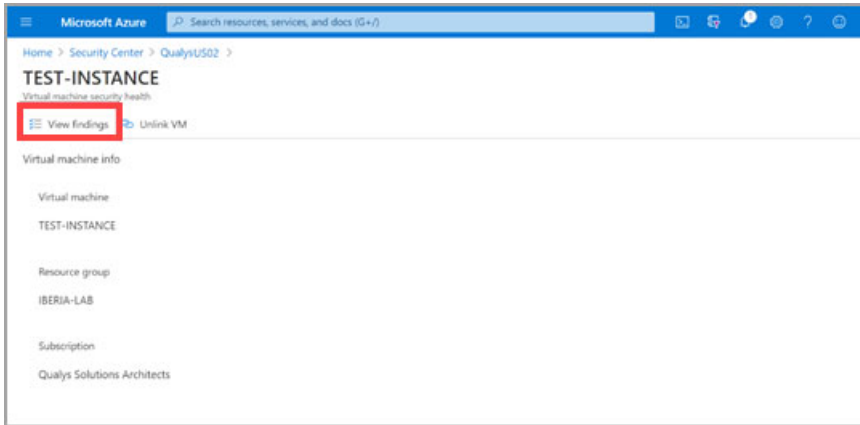 Microsoft Azure
Search resources, services, and docs (G+/)
1
Home > Security Center > QualysUS02 >
TEST-INSTANCE
Virtual machine security health
View findings
Unlink VM
Virtual machine info
Virtual machine
TEST-INSTANCE
Resource group
IBERIA-LAB
Subscription
Qualys Solutions Architects